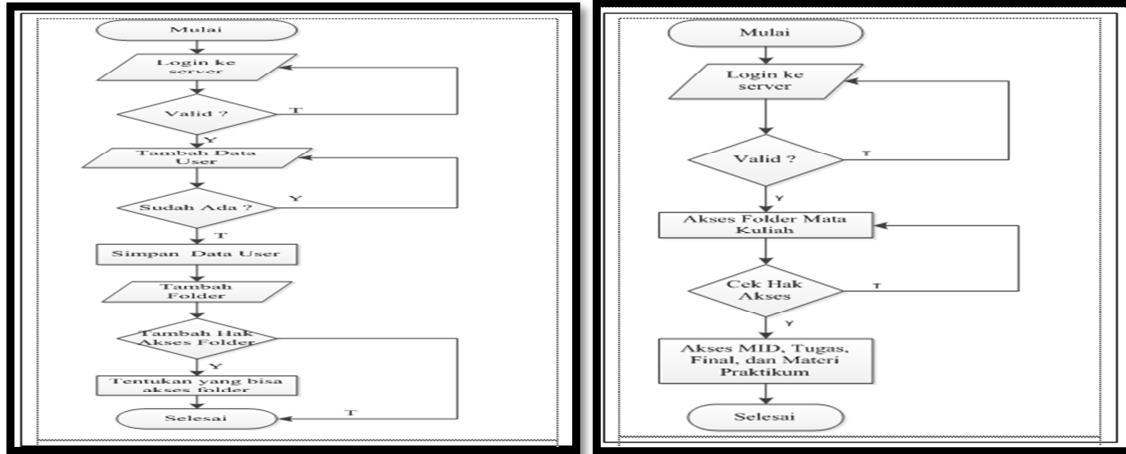 Mulai
Login ke
server
Valid ?
T
Y
Tambah Data
User
Sudah Ada ?
Y
T
Simpan Data User
Tambah
Folder
Tambah Hak
Akses Folder
Y
Tentukan yang bisa
akses folder
T
Selesai
Mulai
Login ke
server
Valid ?
T
Y
Akses Folder Mata
Kuliah
Cek Hak
Akses
T
Y
Akses MID, Tugas,
Final, dan Materi
Praktikum
Selesai